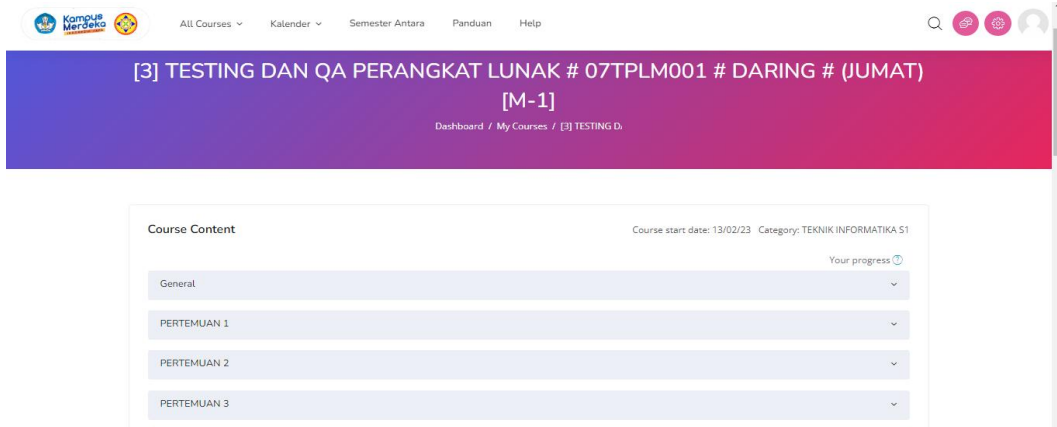 Kampus
Merdeka
All Courses Kalender Semester Antara Panduan Help
[3] TESTING DAN QA PERANGKAT LUNAK # 07TPLM001 # DARING # (JUMAT)
[M-1]
Dashboard / My Courses / [3] TESTING D
Course Content
Course start date: 13/02/23 Category: TEKNIK INFORMATIKA S1
Your progress
General
PERTEMUAN 1
PERTEMUAN 2
PERTEMUAN 3